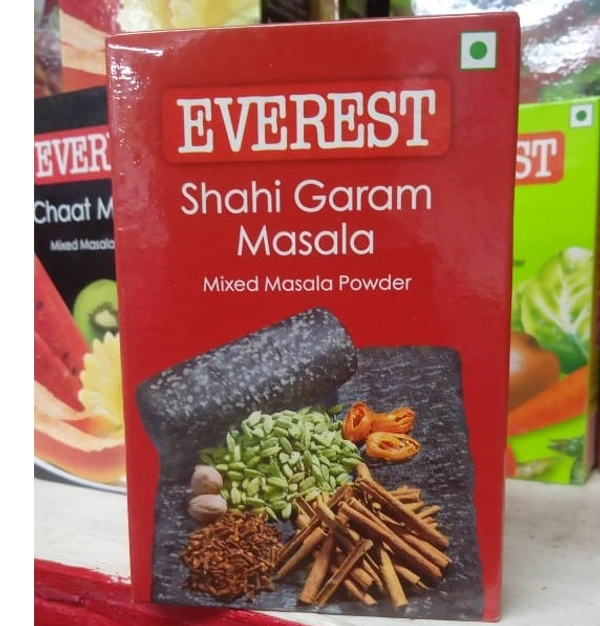 EVEREST
Shahi Garam
Masala
Mixed Masala Powder
EVER
Chaat M
Mixed Masala
ST